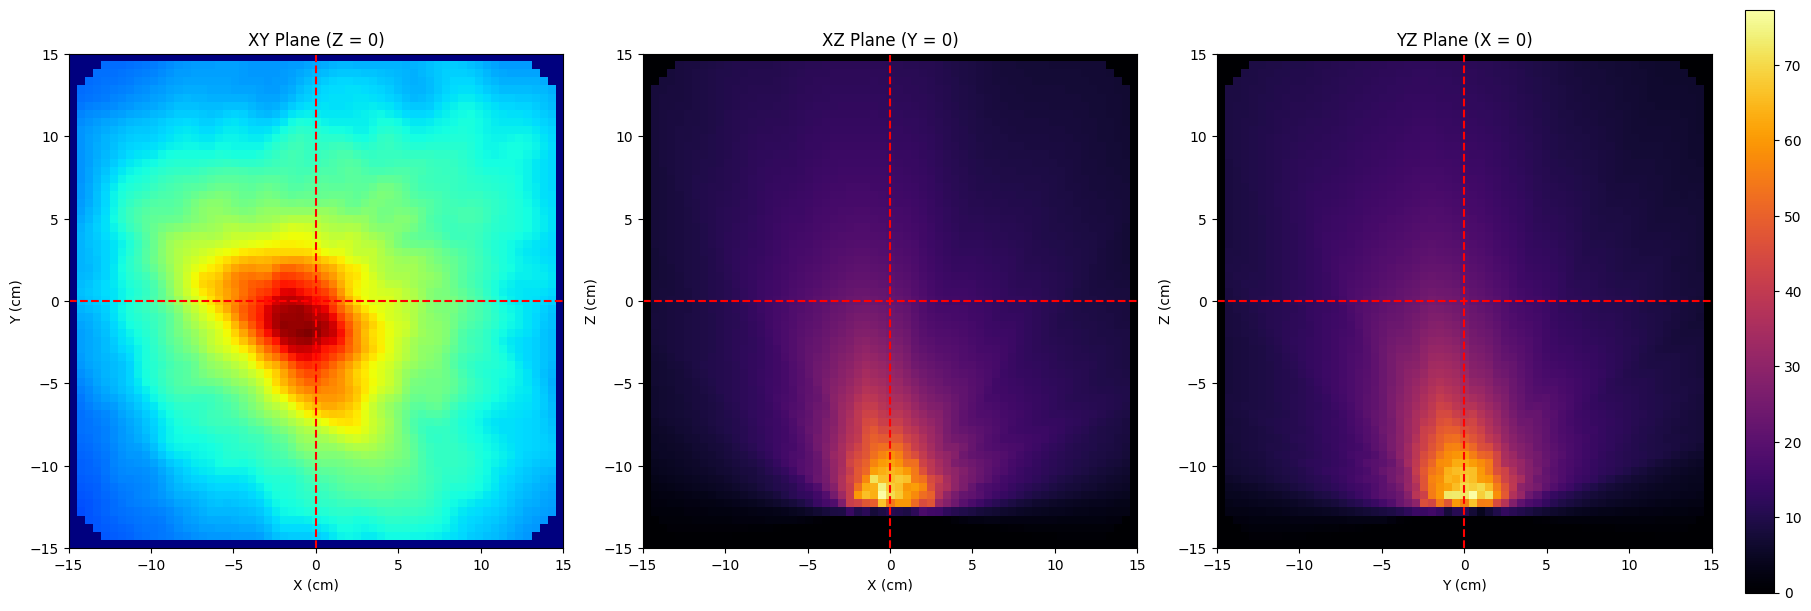 XY Plane (Z = 0)
15
10
5
0
−5
−10
−15
Y (cm)
−15 −10 −5 0 5 10 15
X (cm)
XZ Plane (Y = 0)
15
10
5
0
−5
−10
−15
Z (cm)
−15 −10 −5 0 5 10 15
X (cm)
YZ Plane (X = 0)
15
10
5
0
−5
−10
−15
Z (cm)
−15 −10 −5 0 5 10 15
Y (cm)
70
60
50
40
30
20
10
0